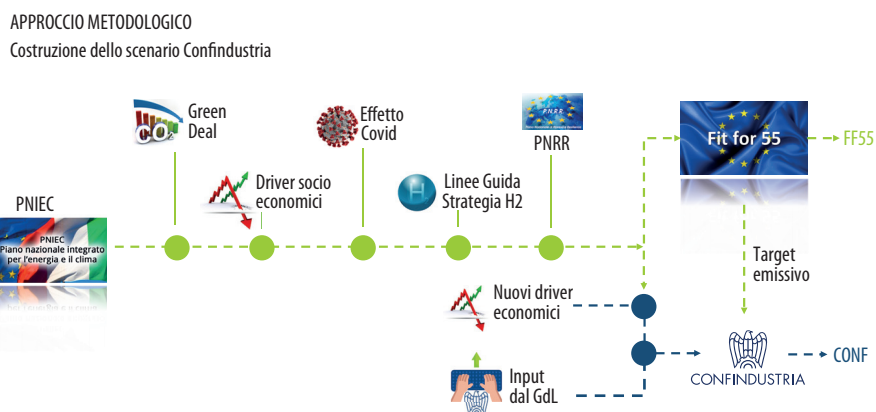 APPROCCIO METODOLOGICO
Costruzione dello scenario Confindustria
Green
Deal
CO2
Effetto
Covid
P.N.R.R.
PNRR
Fit for 55
FF55
Driver socio
economici
H
Linee Guida
Strategia H2
PNIEC
PNIEC
Piano nazionale integrato
per l'energia e il clima
Target
emissivo
Nuovi driver
economici
Input
dal GdL
CONFINDUSTRIA
CONF